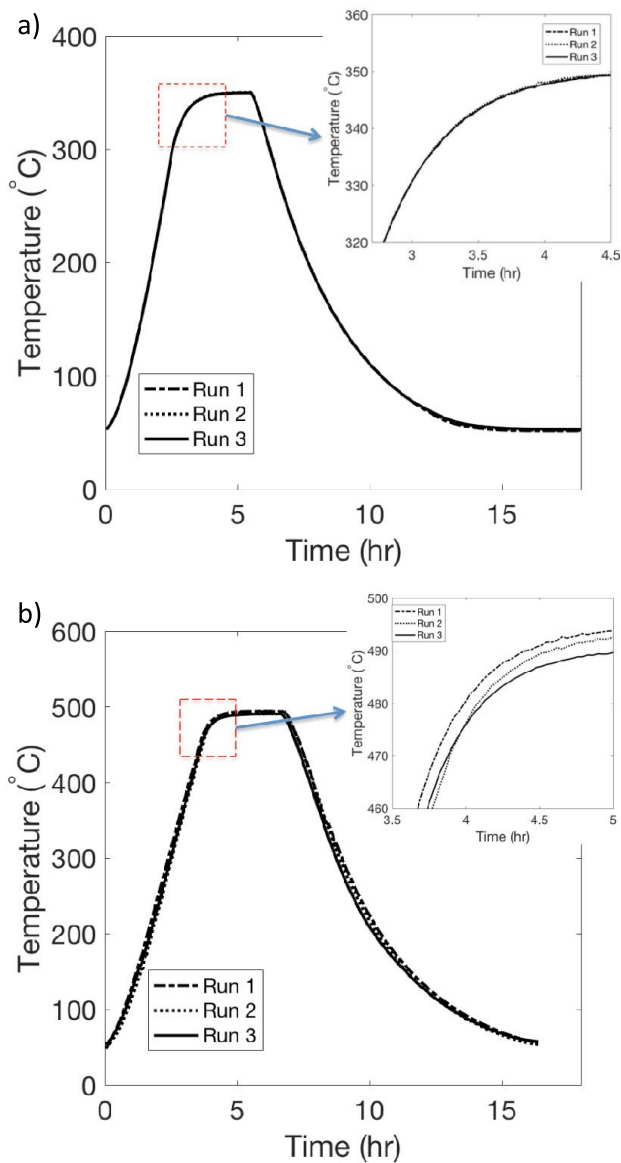 a)
400
300
200
100
0
Temperature (°C)
0 5 10 15
Time (hr)
Run 1
Run 2
Run 3
360
350
340
330
320
Temperature (°C)
3 3.5 4 4.5
Time (hr)
Run 1
Run 2
Run 3
b)
600
500
400
300
200
100
0
Temperature (°C)
0 5 10 15
Time (hr)
Run 1
Run 2
Run 3
500
490
480
470
460
Temperature (°C)
3.5 4 4.5 5
Time (hr)
Run 1
Run 2
Run 3